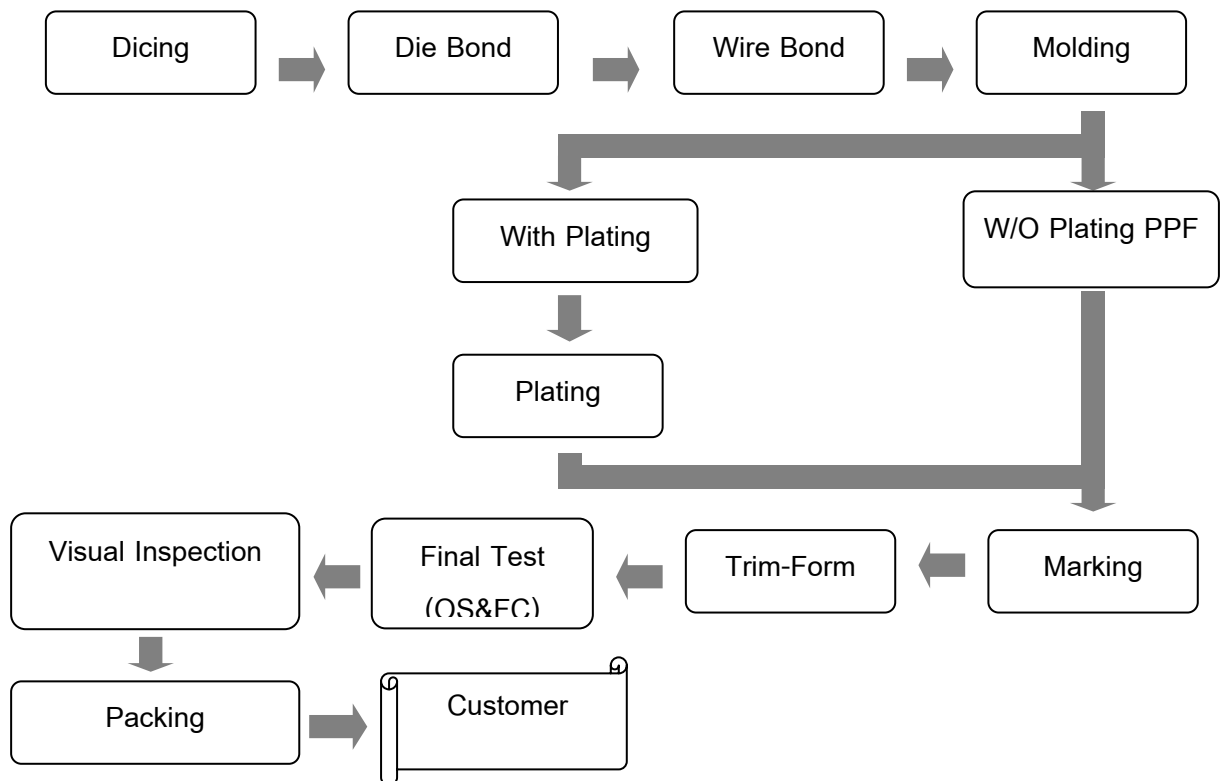 Dicing
Die Bond
Wire Bond
Molding
With Plating
W/O Plating PPF
Plating
Marking
Trim-Form
Final Test
(OS&FC)
Visual Inspection
Packing
Customer